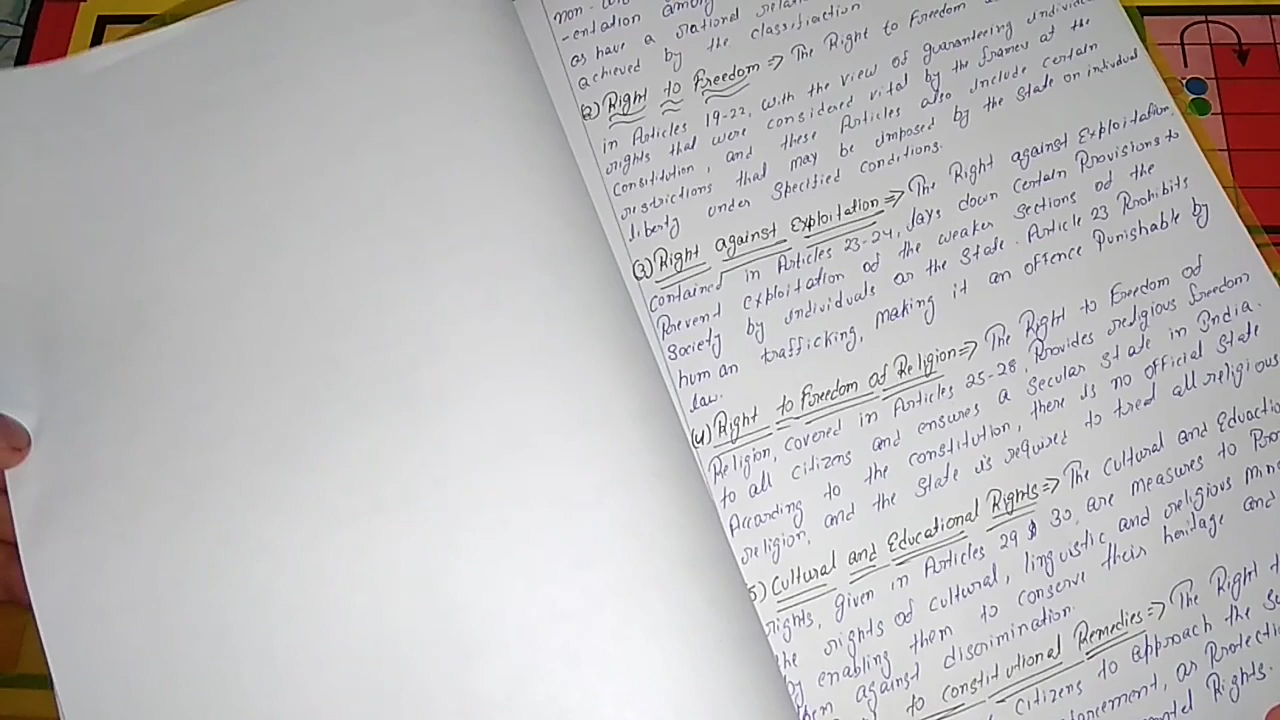 -entation among
as have a rational
achieved by the classification
(2) Right to Freedom => The Right to Freedom
in Articles 19-22, with the view of guaranteeing individual
rights that were considered vital by the framers at the
Constitution, and these Articles also include certain
restrictions that may be imposed by the State on individual
liberty under specified conditions.
(3) Right against Exploitation => The Right against Exploitation,
contained in Articles 23-24, lays down certain Provisions to
Prevent exploitation of the weaker sections of the
Society by individuals or the State. Article 23 Prohibits
human trafficking, making it an offence Punishable by
law.
(4) Right to Freedom of Religion => The Right to Freedom of
Religion, covered in Articles 25-28, Provides religious freedom
to all citizens and ensures a secular state in India.
According to the constitution, there is no official State
religion, and the State is required to tread all religious
5) Cultural and Educational Rights => The Cultural and
rights, given in Articles 29 & 30, are measures to
the rights of cultural, linguistic and religious
by enabling them to conserve their heritage and
them against discrimination.
to constitutional Remedies => The Right
citizens to approach the
or
Rights.